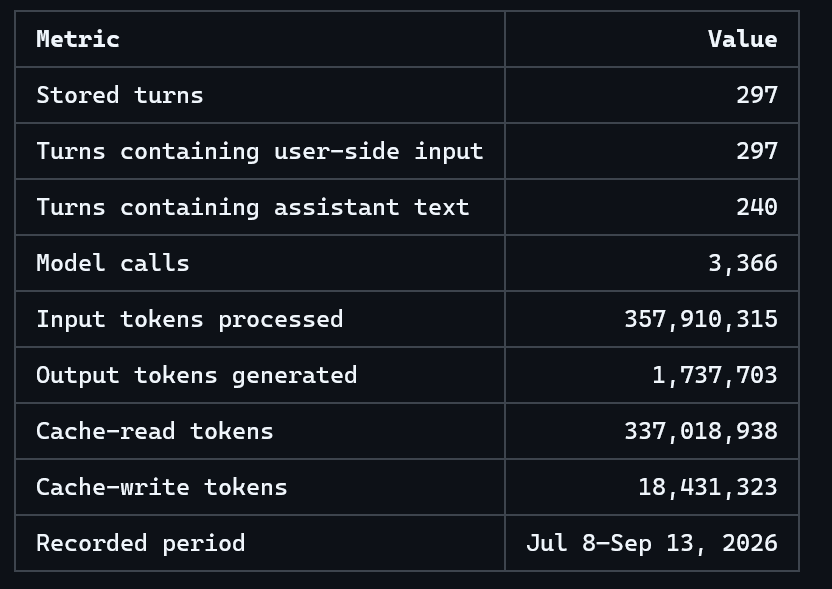 Metric Value
Stored turns 297
Turns containing user-side input 297
Turns containing assistant text 240
Model calls 3,366
Input tokens processed 357,910,315
Output tokens generated 1,737,703
Cache-read tokens 337,018,938
Cache-write tokens 18,431,323
Recorded period Jul 8–Sep 13, 2026